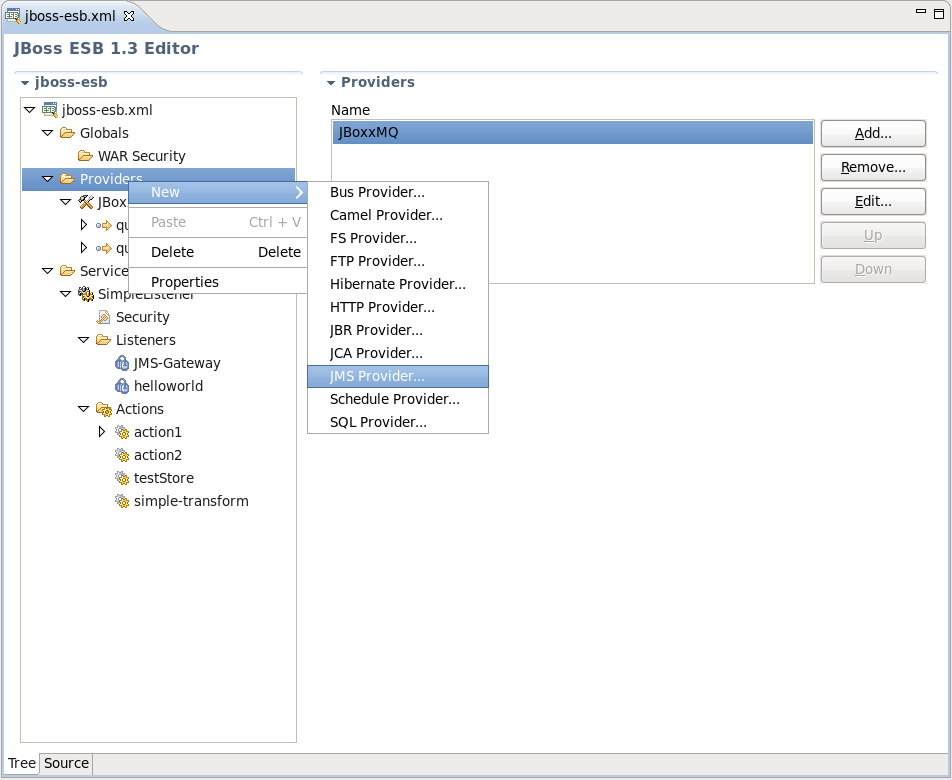 jboss-esb.xml
JBoss ESB 1.3 Editor
jboss-esb
jboss-esb.xml
Globals
WAR Security
Providers
JBox
qu
qu
Service
SimpleListener
Security
Listeners
JMS-Gateway
helloworld
Actions
action1
action2
testStore
simple-transform
New
Paste Ctrl + V
Delete Delete
Properties
Bus Provider...
Camel Provider...
FS Provider...
FTP Provider...
Hibernate Provider...
HTTP Provider...
JBR Provider...
JCA Provider...
JMS Provider...
Schedule Provider...
SQL Provider...
Providers
Name
JBoxxMQ
Add...
Remove...
Edit...
Up
Down
Tree Source